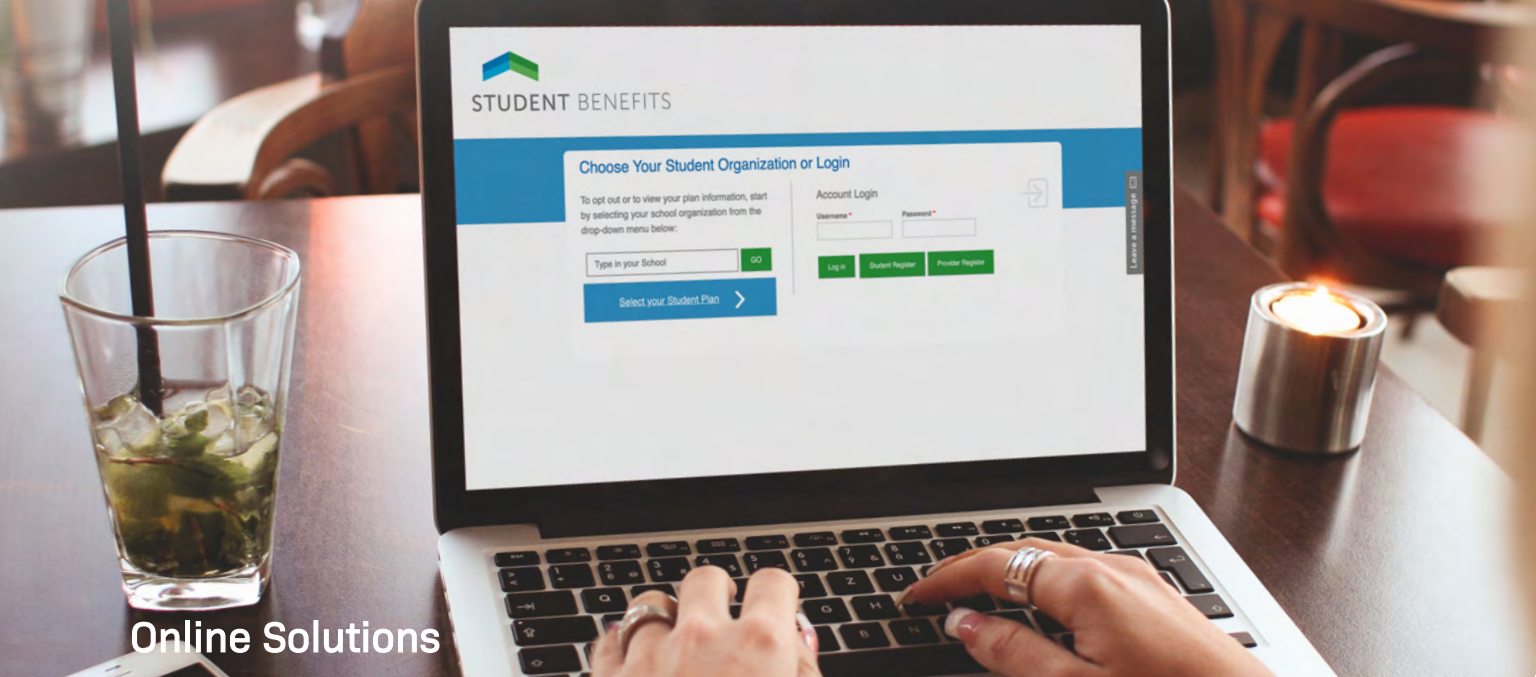 STUDENT BENEFITS
Choose Your Student Organization or Login
To opt out or to view your plan information, start
by selecting your school organization from the
drop-down menu below:
Type in your School
GO
Select your Student Plan
Account Login
Username *
Password *
Log in
Student Register
Provider Register
Leave a message
Z U
Q G H
B N
Online Solutions